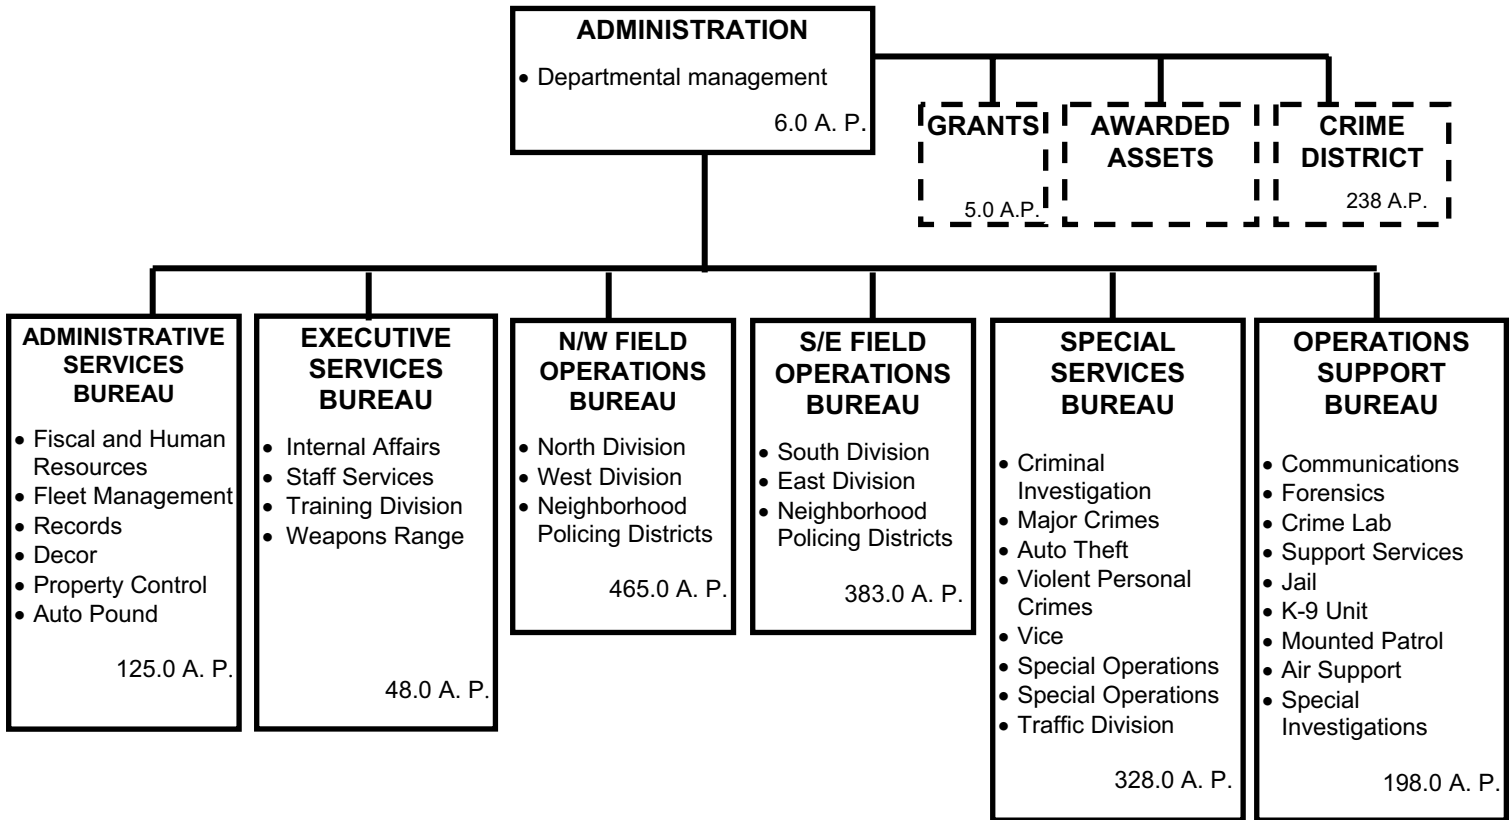 ADMINISTRATION
• Departmental management
6.0 A. P.
GRANTS
5.0 A.P.
AWARDED
ASSETS
CRIME
DISTRICT
238 A.P.
ADMINISTRATIVE
SERVICES
BUREAU
• Fiscal and Human
Resources
• Fleet Management
• Records
• Decor
• Property Control
• Auto Pound
125.0 A. P.
EXECUTIVE
SERVICES
BUREAU
• Internal Affairs
• Staff Services
• Training Division
• Weapons Range
48.0 A. P.
N/W FIELD
OPERATIONS
BUREAU
• North Division
• West Division
• Neighborhood
Policing Districts
465.0 A. P.
S/E FIELD
OPERATIONS
BUREAU
• South Division
• East Division
• Neighborhood
Policing Districts
383.0 A. P.
SPECIAL
SERVICES
BUREAU
• Criminal
Investigation
• Major Crimes
• Auto Theft
• Violent Personal
Crimes
• Vice
• Special Operations
• Special Operations
• Traffic Division
328.0 A. P.
OPERATIONS
SUPPORT
BUREAU
• Communications
• Forensics
• Crime Lab
• Support Services
• Jail
• K-9 Unit
• Mounted Patrol
• Air Support
• Special
Investigations
198.0 A. P.